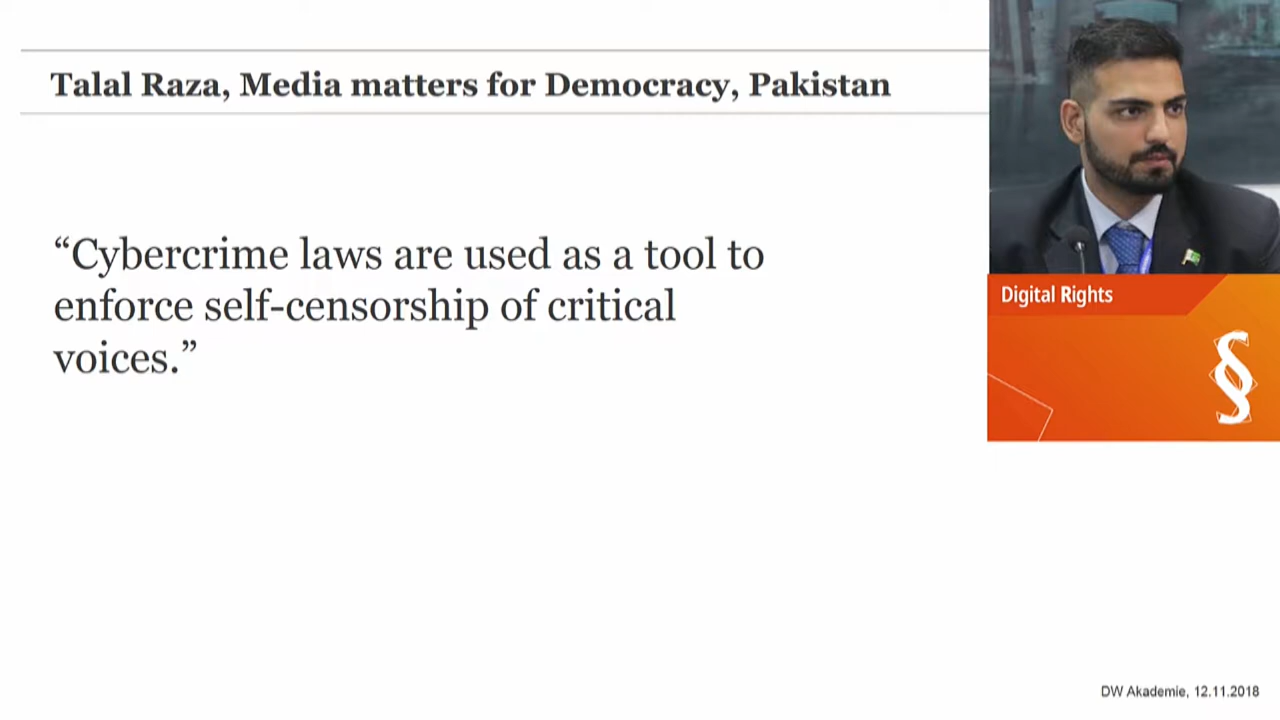 Talal Raza, Media matters for Democracy, Pakistan
“Cybercrime laws are used as a tool to
enforce self-censorship of critical
voices.”
Digital Rights
§
DW Akademie, 12.11.2018